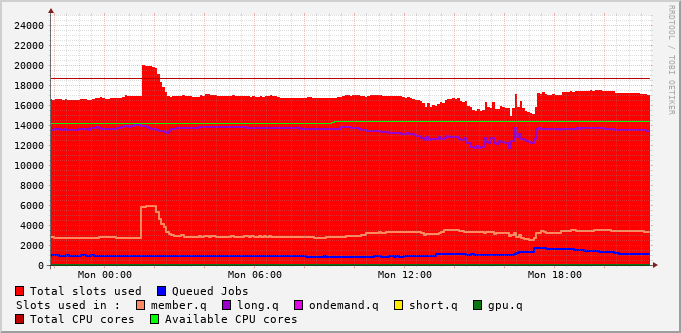 RRDTOOL / TOBI OETIKER
24000
22000
20000
18000
16000
14000
12000
10000
8000
6000
4000
2000
0
Mon 00:00 Mon 06:00 Mon 12:00 Mon 18:00
Total slots used Queued Jobs
Slots used in : member.q long.q ondemand.q short.q gpu.q
Total CPU cores Available CPU cores